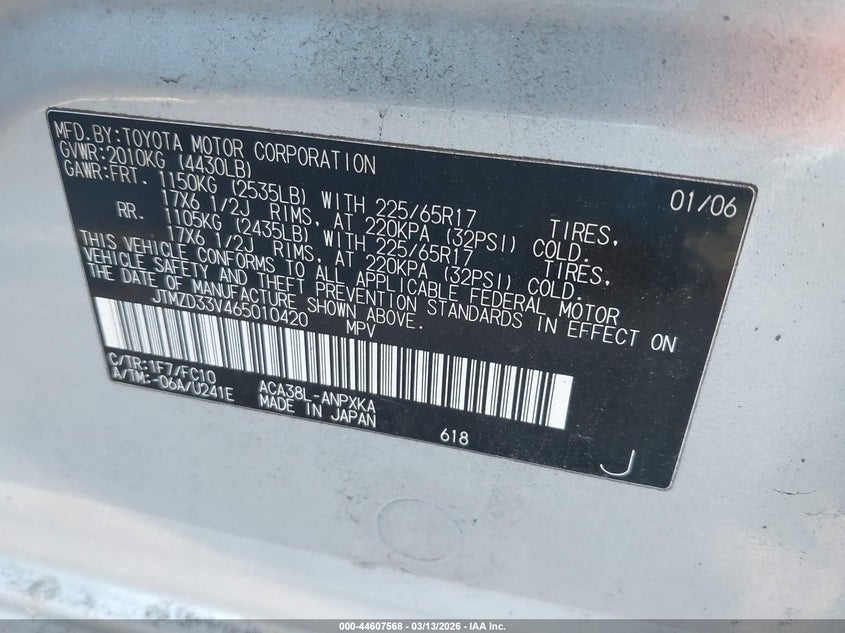 MFD.BY:TOYOTA MOTOR CORPORATION 01/06
GVWR:2010KG (4430LB)
GAWR:FRT. 1150KG (2535LB) WITH 225/65R17 TIRES,
17X6 1/2J RIMS, AT 220KPA (32PSI) COLD.
RR. 1105KG (2435LB) WITH 225/65R17 TIRES,
17X6 1/2J RIMS, AT 220KPA (32PSI) COLD.
THIS VEHICLE CONFORMS TO ALL APPLICABLE FEDERAL MOTOR
VEHICLE SAFETY AND THEFT PREVENTION STANDARDS IN EFFECT ON
THE DATE OF MANUFACTURE SHOWN ABOVE.
JTMZD33V465010420 MPV
C/TR:1F7/FC10 ACA38L-ANPXKA
A/TM:-06A/U241E MADE IN JAPAN
618
J
000-44607568 - 03/13/2026 - IAA Inc.